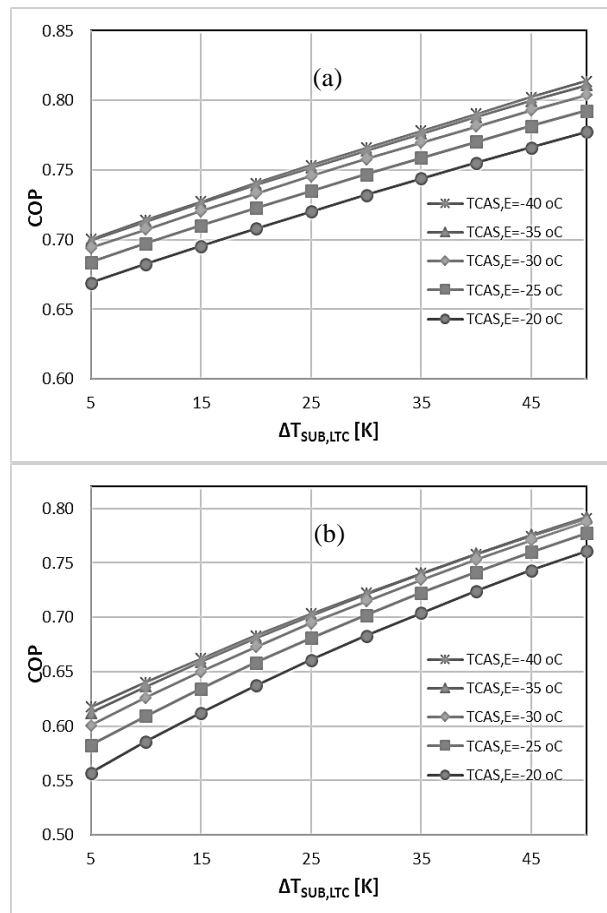 (a)
COP
0.80
0.75
0.70
0.65
0.60
TCAS,E=-40 oC
TCAS,E=-35 oC
TCAS,E=-30 oC
TCAS,E=-25 oC
TCAS,E=-20 oC
5 15 25 35 45
ΔTSUB,LTC [K]
(b)
COP
0.80
0.75
0.70
0.65
0.60
0.55
0.50
TCAS,E=-40 oC
TCAS,E=-35 oC
TCAS,E=-30 oC
TCAS,E=-25 oC
TCAS,E=-20 oC
5 15 25 35 45
ΔTSUB,LTC [K]